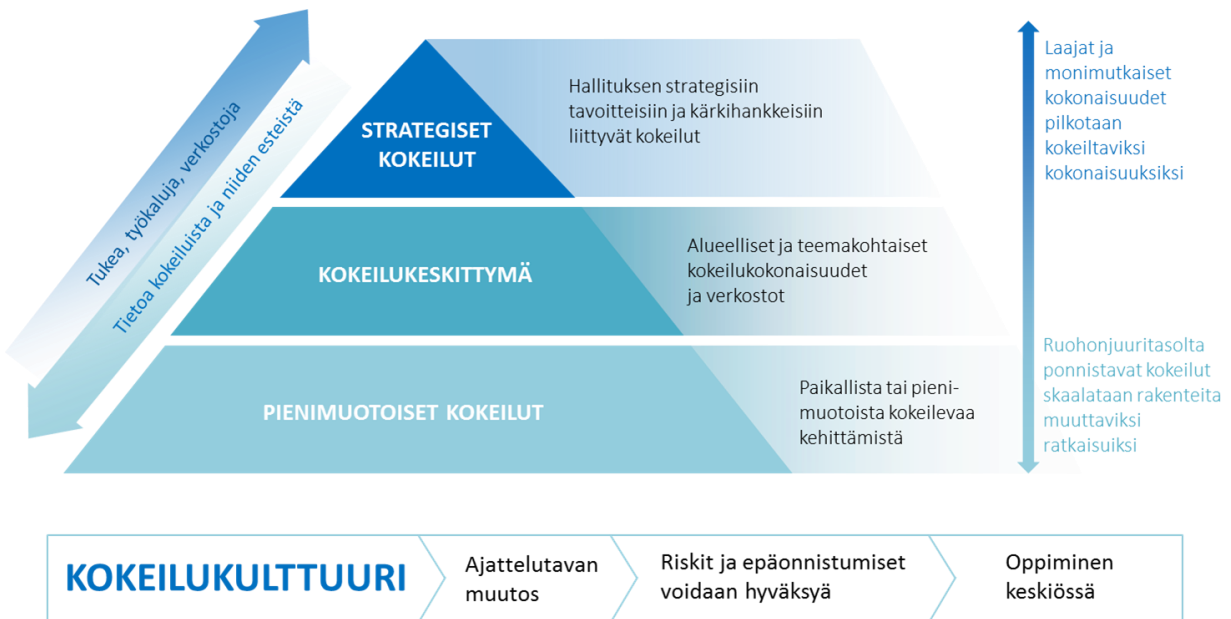 Tukea, työkaluja, verkostoja
Tietoa kokeiluista ja niiden esteistä
STRATEGISET
KOKEILUT
Hallituksen strategisiin
tavoitteisiin ja kärkihankkeisiin
liittyvät kokeilut
KOKEILUKESKITTYMÄ
Alueelliset ja teemakohtaiset
kokeilukokonaisuudet
ja verkostot
PIENIMUOTOISET KOKEILUT
Paikallista tai pieni-
muotoista kokeilevaa
kehittämistä
Laajat ja
monimutkaiset
kokonaisuudet
pilkotaan
kokeiltaviksi
kokonaisuuksiksi
Ruohonjuuritasolta
ponnistavat kokeilut
skaalataan rakenteita
muuttaviksi
ratkaisuiksi
KOKEILUKULTTUURI
Ajattelutavan
muutos
Riskit ja epäonnistumiset
voidaan hyväksyä
Oppiminen
keskiössä